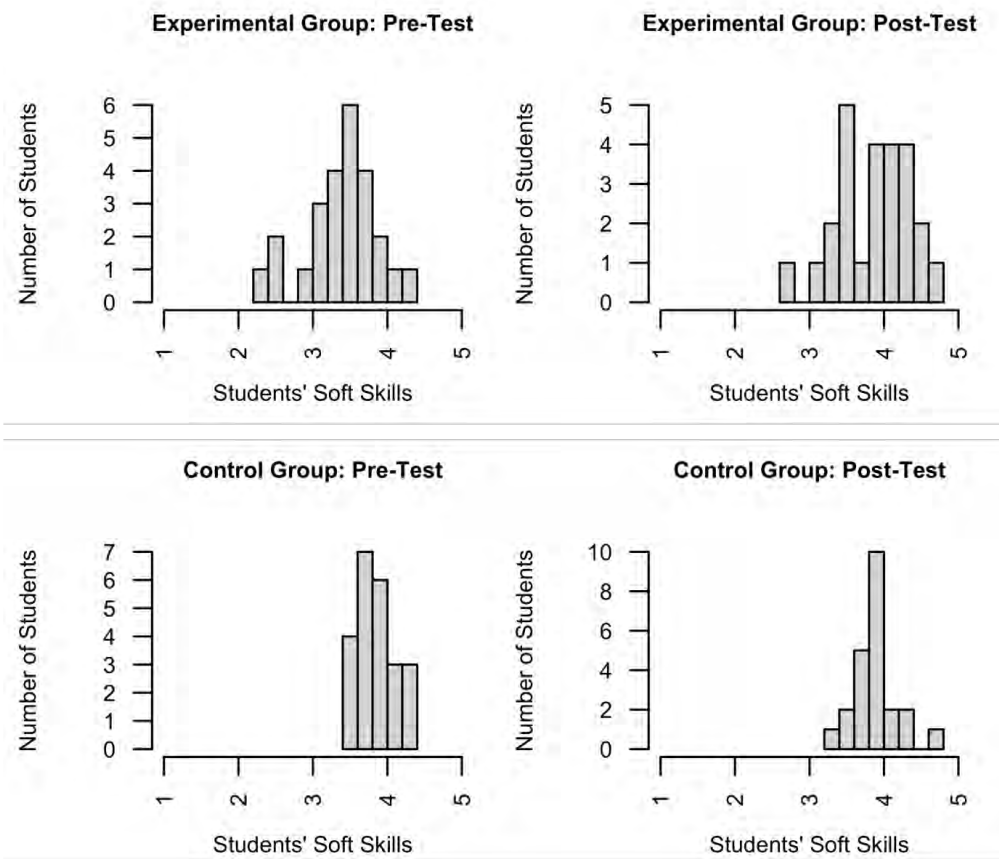 Experimental Group: Pre-Test
Number of Students
6
5
4
3
2
1
0
1 2 3 4 5
Students' Soft Skills
Experimental Group: Post-Test
Number of Students
5
4
3
2
1
0
1 2 3 4 5
Students' Soft Skills
Control Group: Pre-Test
Number of Students
7
6
5
4
3
2
1
0
1 2 3 4 5
Students' Soft Skills
Control Group: Post-Test
Number of Students
10
8
6
4
2
0
1 2 3 4 5
Students' Soft Skills